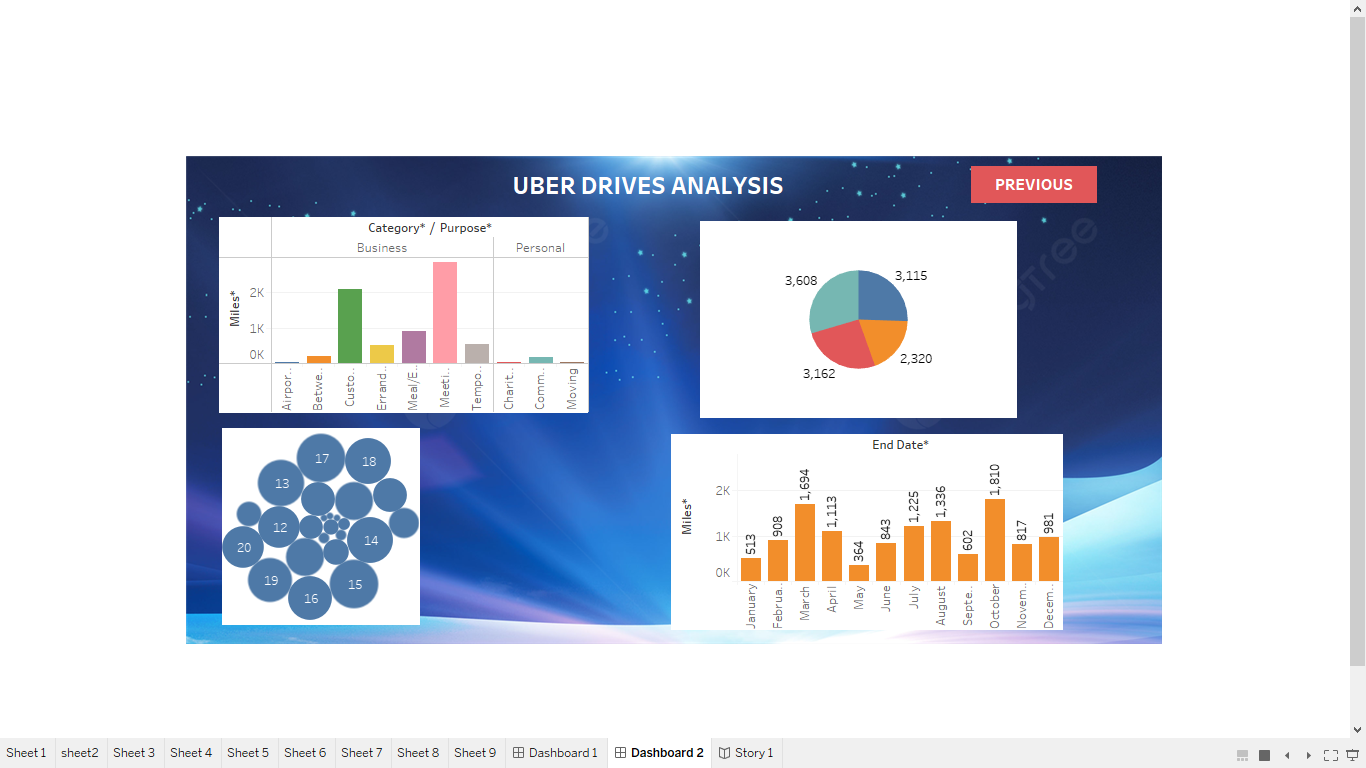 UBER DRIVES ANALYSIS
PREVIOUS
Category* / Purpose*
Business
Personal
Miles*
2K
1K
0K
Airpor..
Betwe..
Custo..
Errand..
Meal/E..
Meeti..
Tempo..
Charit..
Comm..
Moving
3,608
3,115
3,162
2,320
17
18
13
12
14
20
19
15
16
End Date*
Miles*
2K
1K
0K
513
908
1,694
1,113
364
843
1,225
1,336
602
1,810
817
981
January
Februa..
March
April
May
June
July
August
Septe..
October
Novem..
Decem..
Sheet 1
sheet2
Sheet 3
Sheet 4
Sheet 5
Sheet 6
Sheet 7
Sheet 8
Sheet 9
Dashboard 1
Dashboard 2
Story 1